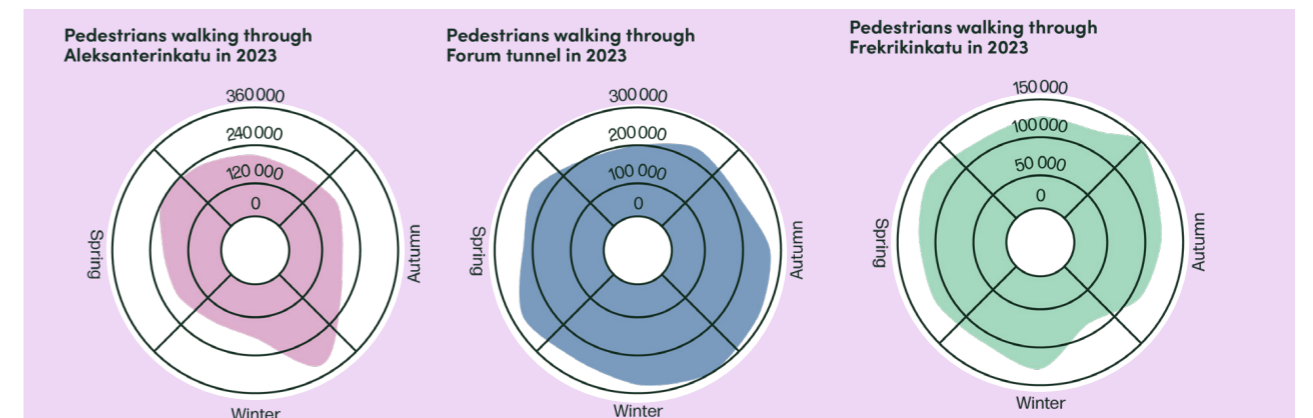 Pedestrians walking through
Aleksanterinkatu in 2023
360 000
240 000
120 000
0
Spring
Autumn
Winter
Pedestrians walking through
Forum tunnel in 2023
300 000
200 000
100 000
0
Spring
Autumn
Winter
Pedestrians walking through
Frekrikinkatu in 2023
150 000
100 000
50 000
0
Spring
Autumn
Winter